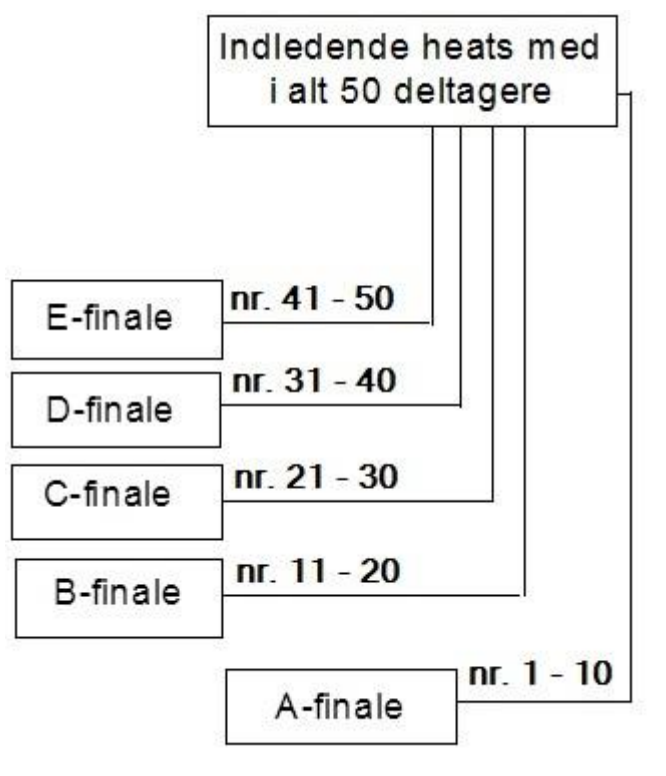 Indledende heats med
i alt 50 deltagere
nr. 41 - 50
E-finale
nr. 31 - 40
D-finale
nr. 21 - 30
C-finale
nr. 11 - 20
B-finale
nr. 1 - 10
A-finale